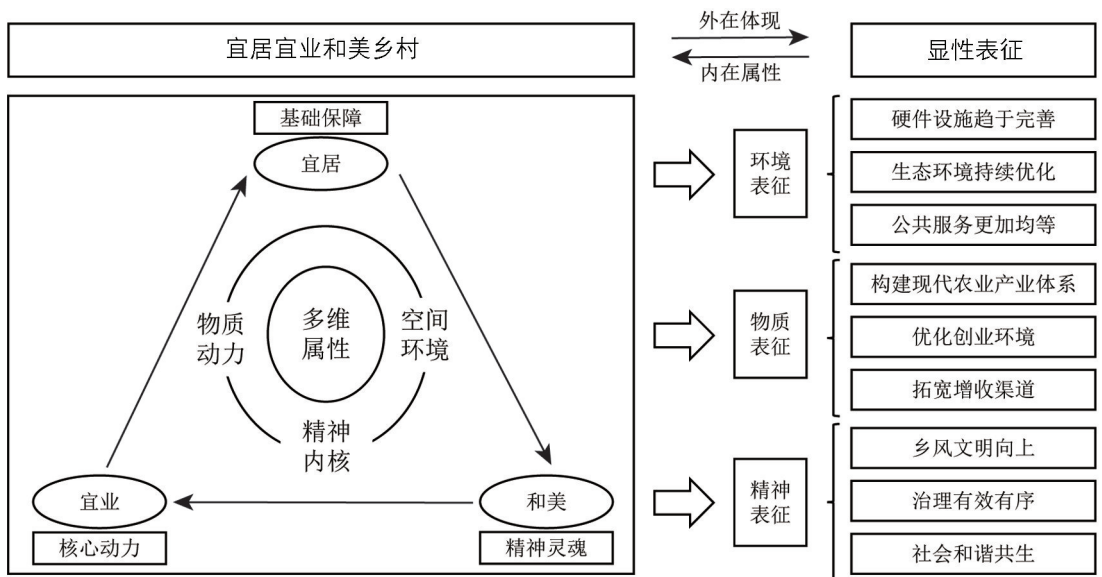 宜居宜业和美乡村
外在体现
内在属性
显性表征
基础保障
宜居
物质
动力
多维
属性
空间
环境
精神
内核
宜业
核心动力
和美
精神灵魂
环境
表征
硬件设施趋于完善
生态环境持续优化
公共服务更加均等
物质
表征
构建现代农业产业体系
优化创业环境
拓宽增收渠道
精神
表征
乡风文明向上
治理有效有序
社会和谐共生